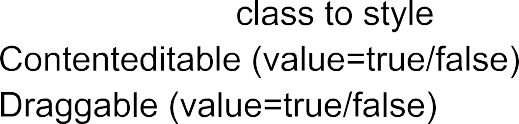 class to style
Contenteditable (value=true/false)
Draggable (value=true/false)